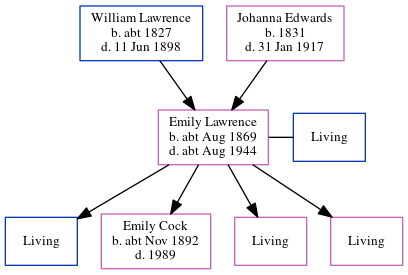 William Lawrence
b. abt 1827
d. 11 Jun 1898
Johanna Edwards
b. 1831
d. 31 Jan 1917
Emily Lawrence
b. abt Aug 1869
d. abt Aug 1944
Living
Living
Emily Cock
b. abt Nov 1892
d. 1989
Living
Living